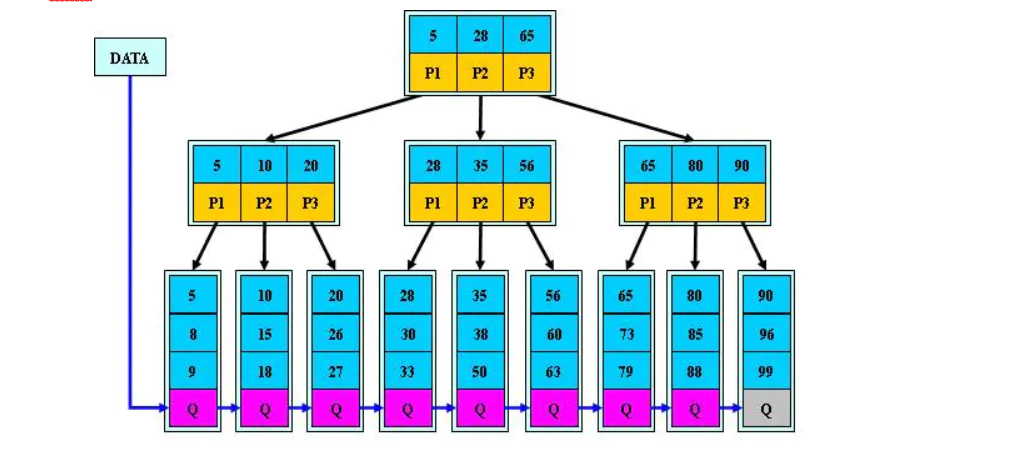 5 28 65
DATA
P1 P2 P3
5 10 20 28 35 56 65 80 90
P1 P2 P3 P1 P2 P3 P1 P2 P3
5 10 20 28 35 56 65 80 90
8 15 26 30 38 60 73 85 96
9 18 27 33 50 63 79 88 99
Q Q Q Q Q Q Q Q Q